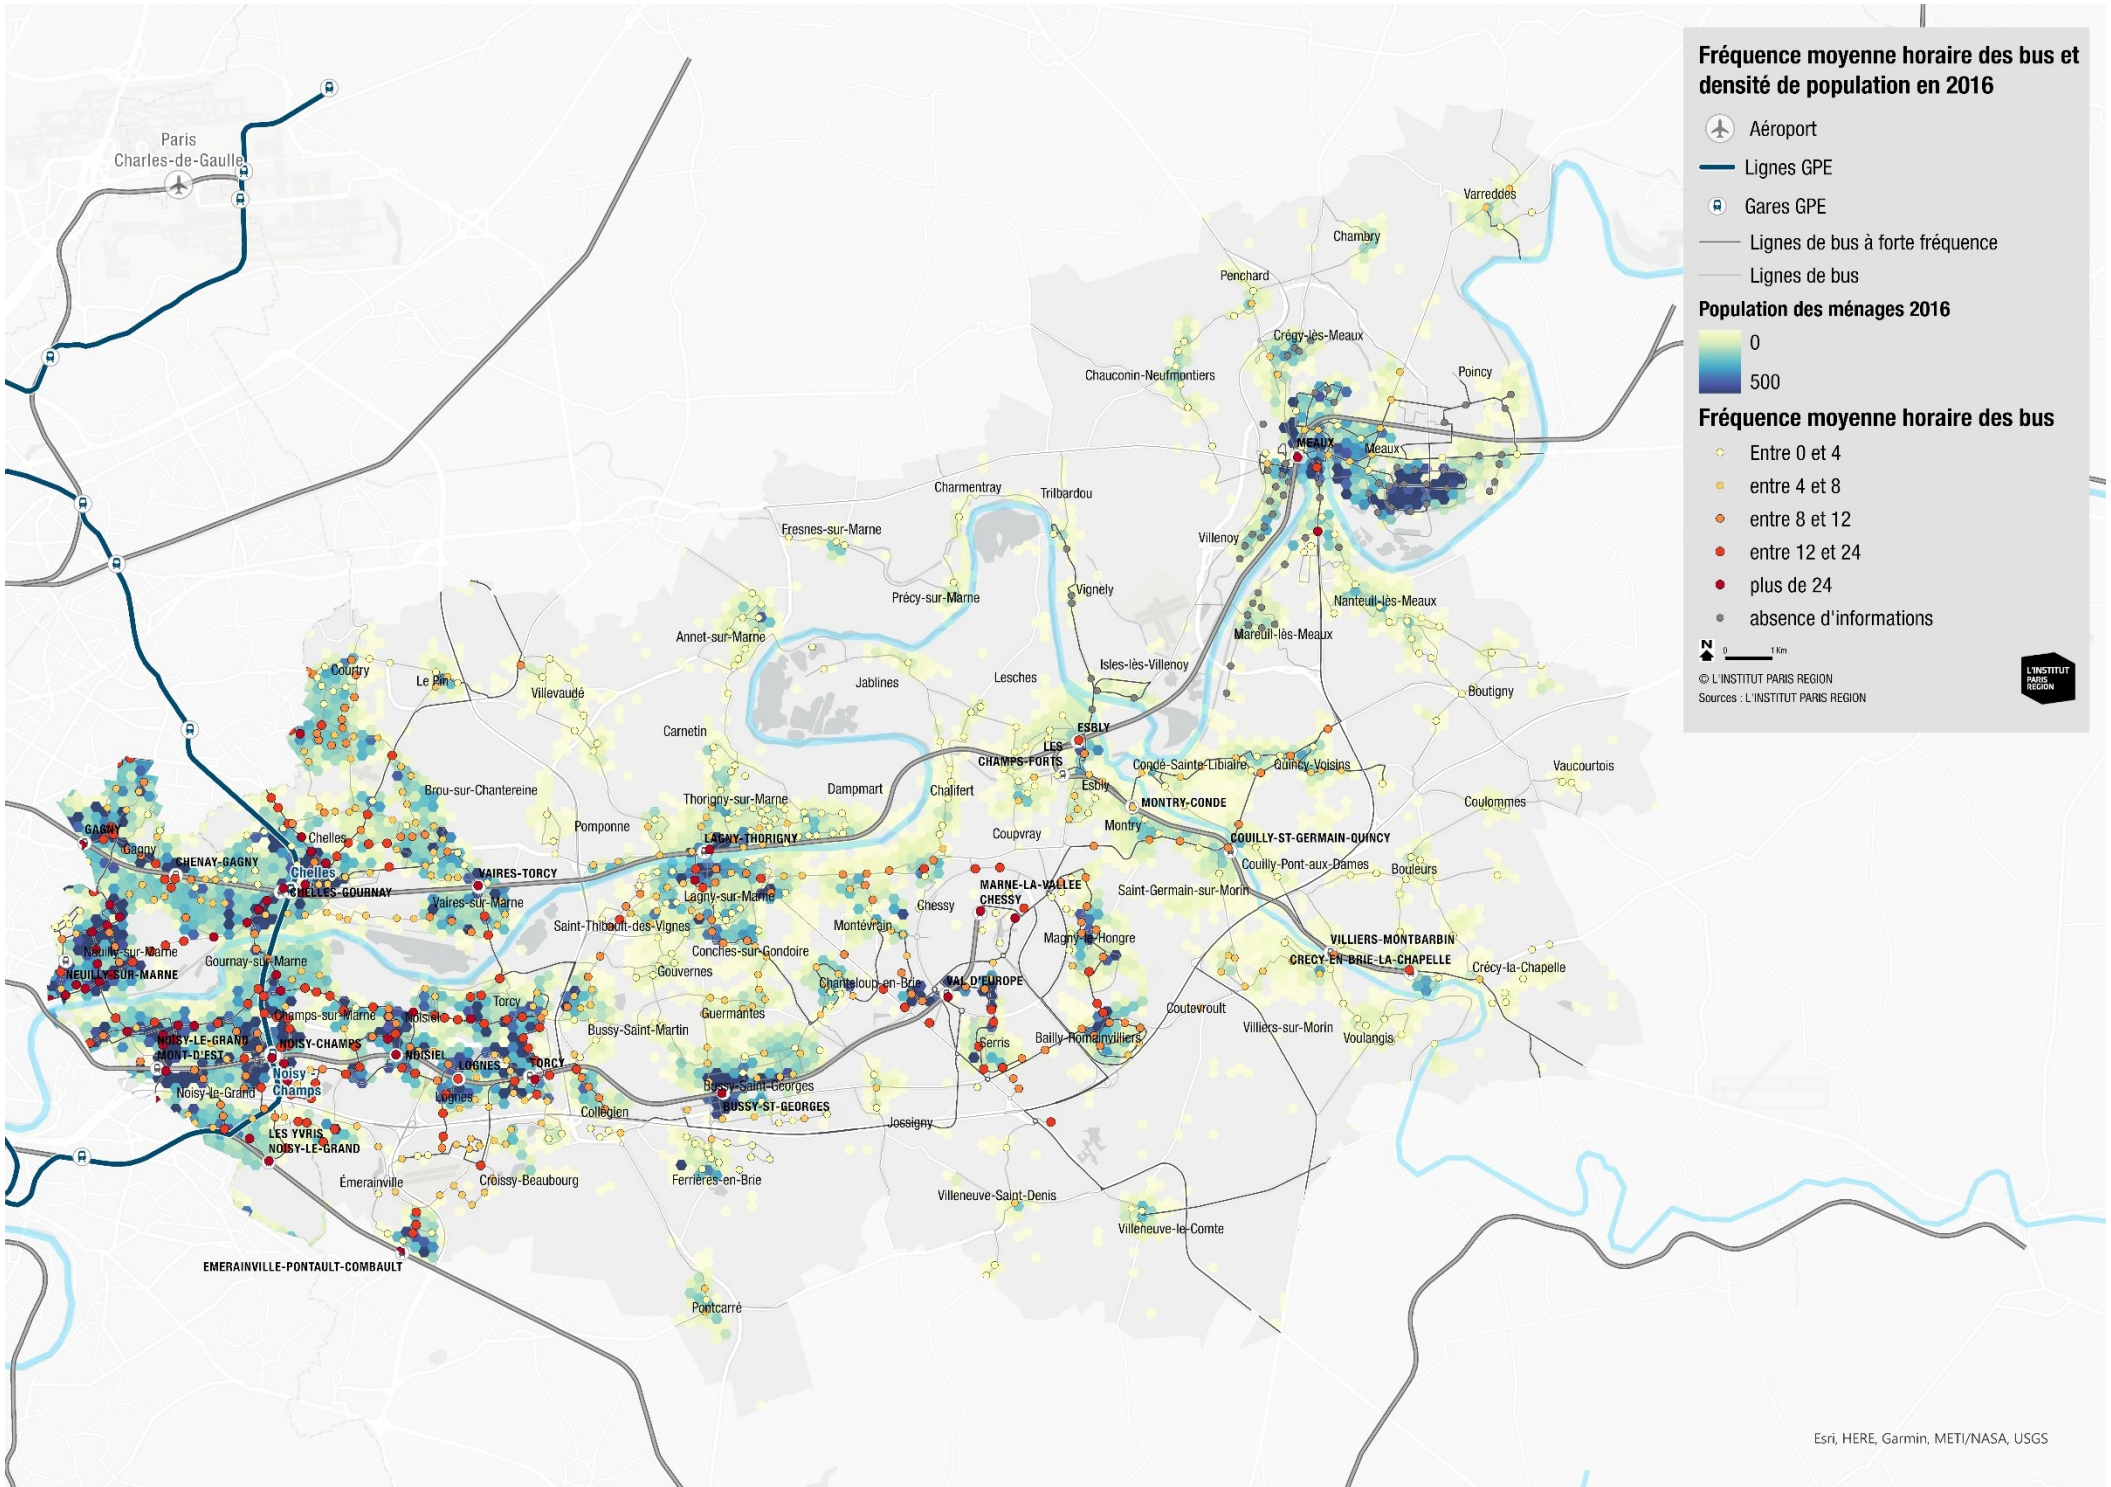 Fréquence moyenne horaire des bus et
densité de population en 2016
Aéroport
Lignes GPE
Gares GPE
Lignes de bus à forte fréquence
Lignes de bus
Population des ménages 2016
0
500
Fréquence moyenne horaire des bus
Entre 0 et 4
entre 4 et 8
entre 8 et 12
entre 12 et 24
plus de 24
absence d'informations
N
0 1 Km
© L'INSTITUT PARIS REGION
Sources : L'INSTITUT PARIS REGION
L'INSTITUT
PARIS
REGION
Paris
Charles-de-Gaulle
Varreddes
Chambry
Penchard
Crégy-lès-Meaux
Chauconin-Neufmontiers
Poincy
MEAUX
Meaux
Charmentray
Trilbardou
Fresnes-sur-Marne
Villenoy
Précy-sur-Marne
Vignely
Nanteuil-lès-Meaux
Annet-sur-Marne
Mareuil-lès-Meaux
Isles-lès-Villenoy
Courtry
Le Pin
Villevaudé
Jablines
Lesches
Boutigny
Carnetin
ESBLY
LES
CHAMPS-FORTS
Condé-Sainte-Libiaire
Quincy-Voisins
Vaucourtois
Brou-sur-Chantereine
Thorigny-sur-Marne
Dampmart
Chalifert
Esbly
MONTRY-CONDE
Coulommes
GAGNY
Chelles
Pomponne
LAGNY-THORIGNY
Coupvray
Montry
COUILLY-ST-GERMAIN-QUINCY
Gagny
CHENAY-GAGNY
Chelles
VAIRES-TORCY
Couilly-Pont-aux-Dames
Bouleurs
CHELLES-GOURNAY
Vaires-sur-Marne
Lagny-sur-Marne
MARNE-LA-VALLEE
CHESSY
Saint-Germain-sur-Morin
Chessy
Saint-Thibault-des-Vignes
Montévrain
Magny-le-Hongre
VILLIERS-MONTBARBIN
Neuilly-sur-Marne
Gournay-sur-Marne
Conches-sur-Gondoire
CRECY-EN-BRIE-LA-CHAPELLE
Crécy-la-Chapelle
NEUILLY-SUR-MARNE
Gouvernes
Chanteloup-en-Brie
VAL D'EUROPE
Torcy
Champs-sur-Marne
Noisiel
Guermantes
Coutevroult
Bussy-Saint-Martin
Villiers-sur-Morin
Voulangis
NOISY-LE-GRAND
MONT-D'EST
NOISY-CHAMPS
NOISIEL
Serris
Bailly-Romainvilliers
LOGNES
TORCY
Noisy -
Champs
Noisy-le-Grand
Lognes
Bussy-Saint-Georges
BUSSY-ST-GEORGES
Collégien
Jossigny
LES YVRIS
NOISY-LE-GRAND
Émerainville
Croissy-Beaubourg
Ferrières-en-Brie
Villeneuve-Saint-Denis
Villeneuve-le-Comte
EMERAINVILLE-PONTAULT-COMBAULT
Pontcarré
Esri, HERE, Garmin, METI/NASA, USGS